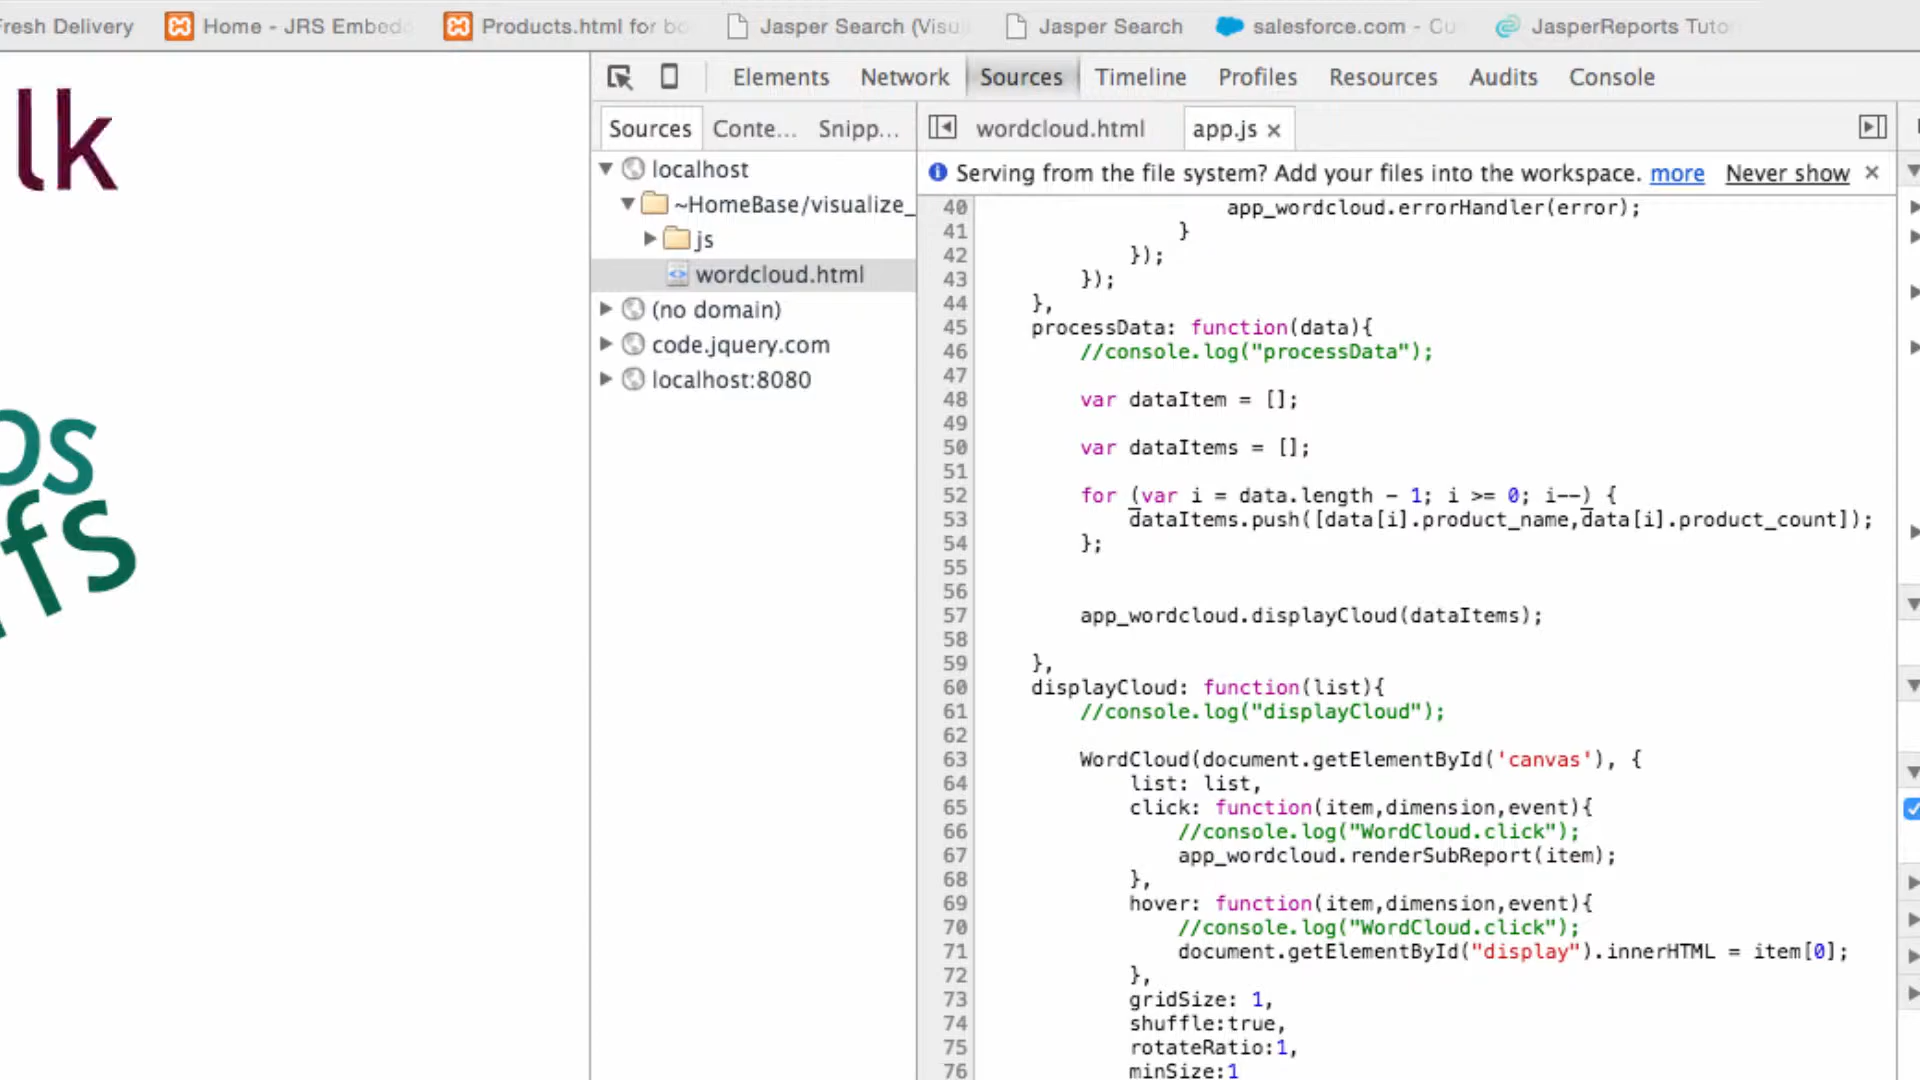 Fresh Delivery
Home - JRS Embed
Products.html for bo
Jasper Search (Visu
Jasper Search
salesforce.com - Cu
JasperReports Tuto
lk
ps
fs
Elements
Network
Sources
Timeline
Profiles
Resources
Audits
Console
Sources
Conte...
Snipp...
wordcloud.html
app.js ×
localhost
~HomeBase/visualize_
js
wordcloud.html
(no domain)
code.jquery.com
localhost:8080
Serving from the file system? Add your files into the workspace. more Never show ×
40 app_wordcloud.errorHandler(error);
41 }
42 });
43 });
44 },
45 processData: function(data){
46 //console.log("processData");
47
48 var dataItem = [];
49
50 var dataItems = [];
51
52 for (var i = data.length - 1; i >= 0; i--) {
53 dataItems.push([data[i].product_name,data[i].product_count]);
54 };
55
56
57 app_wordcloud.displayCloud(dataItems);
58
59 },
60 displayCloud: function(list){
61 //console.log("displayCloud");
62
63 WordCloud(document.getElementById('canvas'), {
64 list: list,
65 click: function(item,dimension,event){
66 //console.log("WordCloud.click");
67 app_wordcloud.renderSubReport(item);
68 },
69 hover: function(item,dimension,event){
70 //console.log("WordCloud.click");
71 document.getElementById("display").innerHTML = item[0];
72 },
73 gridSize: 1,
74 shuffle:true,
75 rotateRatio:1,
76 minSize:1